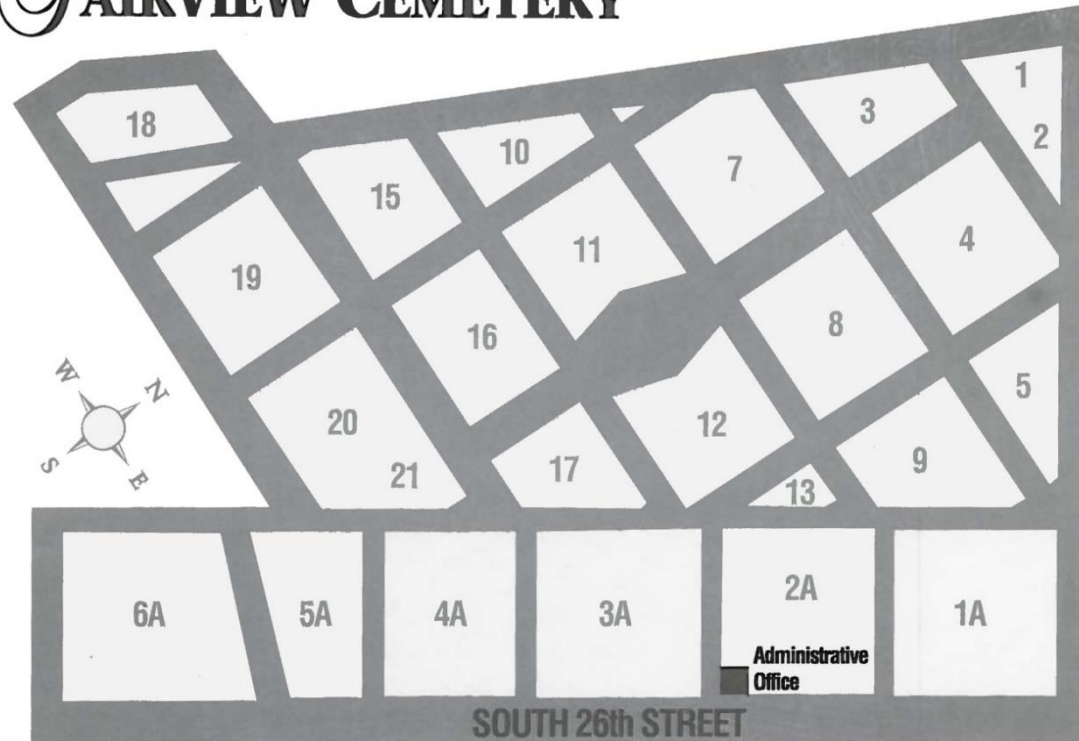 FAIRVIEW CEMETERY
1
3
2
18
10
7
15
4
11
19
8
16
5
20
12
9
21
17
13
W
N
S
E
6A
5A
4A
3A
2A
1A
Administrative
Office
SOUTH 26th STREET